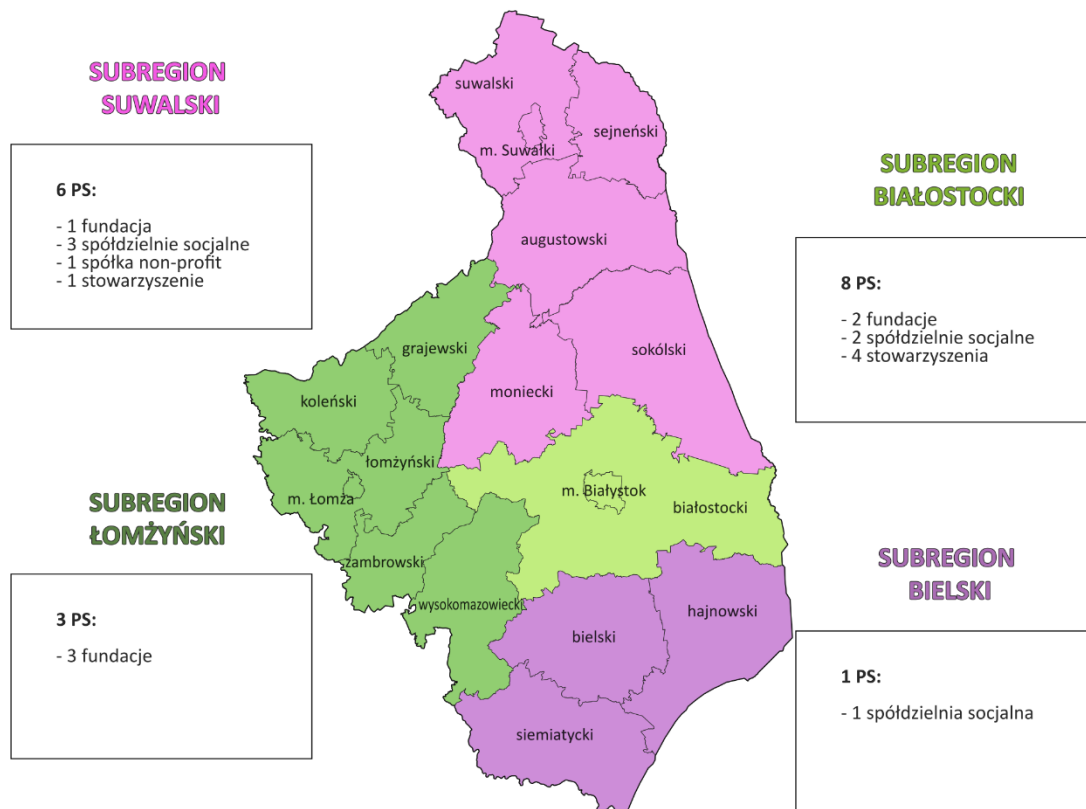 SUBREGION
SUWALSKI
6 PS:
- 1 fundacja
- 3 spółdzielnie socjalne
- 1 spółka non-profit
- 1 stowarzyszenie
SUBREGION
BIAŁOSTOCKI
8 PS:
- 2 fundacje
- 2 spółdzielnie socjalne
- 4 stowarzyszenia
SUBREGION
ŁOMŻYŃSKI
3 PS:
- 3 fundacje
SUBREGION
BIELSKI
1 PS:
- 1 spółdzielnia socjalna
suwalski
sejneński
m. Suwałki
augustowski
sokólski
grajewski
moniecki
koleński
łomżyński
m. Łomża
m. Białystok
białostocki
zambrowski
wysokomazowiecki
hajnowski
bielski
siemiatycki